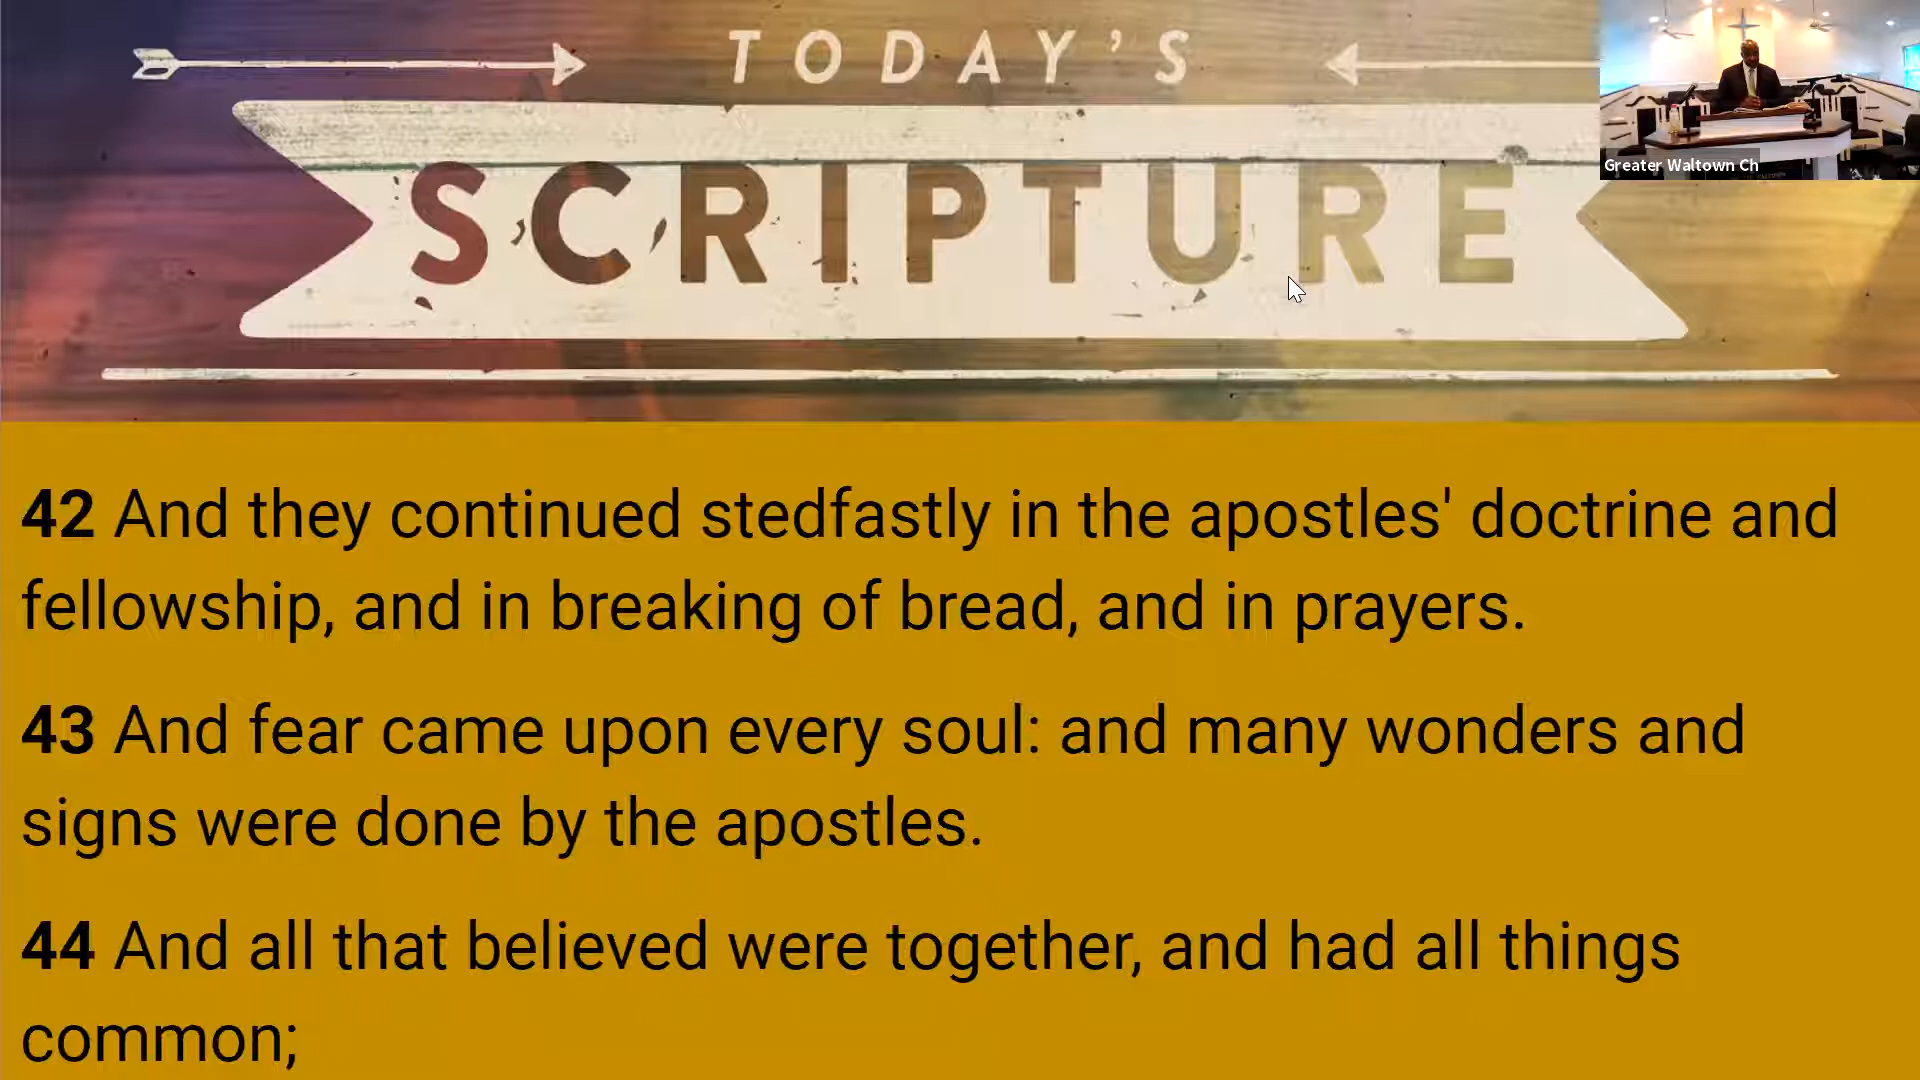 TODAY'S
SCRIPTURE
Greater Waltown Ch
42 And they continued stedfastly in the apostles' doctrine and
fellowship, and in breaking of bread, and in prayers.
43 And fear came upon every soul: and many wonders and
signs were done by the apostles.
44 And all that believed were together, and had all things
common;